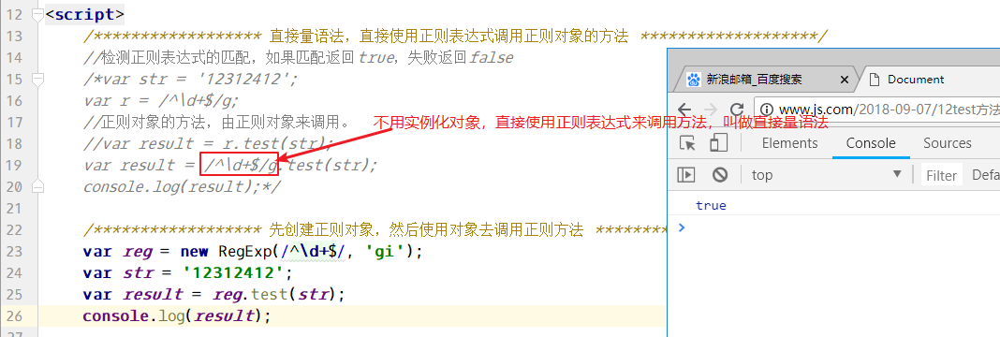 12 <script>
13 /****************** 直接量语法，直接使用正则表达式调用正则对象的方法 *******************/
14 //检测正则表达式的匹配，如果匹配返回true，失败返回false
15 /*var str = '12312412';
16 var r = /^\d+$/g;
17 //正则对象的方法，由正则对象来调用。
不用实例化对象，直接使用正则表达式来调用方法，叫做直接量语法
18 //var result = r.test(str);
19 var result = /^\d+$/g.test(str);
20 console.log(result);*/
21
22 /****************** 先创建正则对象，然后使用对象去调用正则方法 ********
23 var reg = new RegExp(/^\d+$/, 'gi');
24 var str = '12312412';
25 var result = reg.test(str);
26 console.log(result);
27
新浪邮箱_百度搜索
Document
www.js.com/2018-09-07/12test方法
Elements Console Sources
top Filter Defa
true